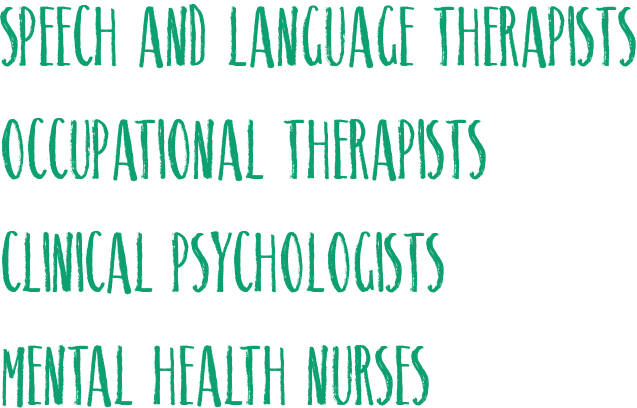 SPEECH AND LANGUAGE THERAPISTS
OCCUPATIONAL THERAPISTS
CLINICAL PSYCHOLOGISTS
MENTAL HEALTH NURSES